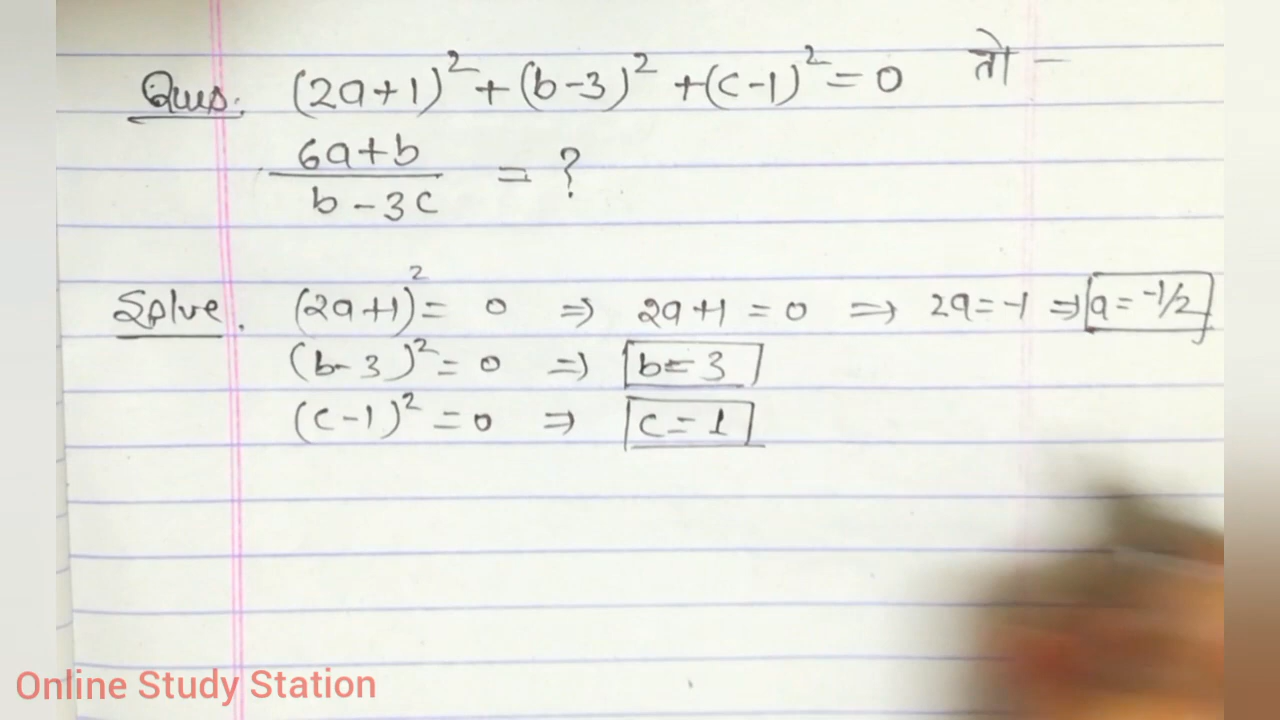 Ques. (2a+1)² + (b-3)² + (c-1)² = 0 तो -
6a+b
b-3c = ?
Solve. (2a+1)² = 0 ⇒ 2a+1 = 0 ⇒ 2a = -1 ⇒ a = -1/2
(b-3)² = 0 ⇒ b = 3
(c-1)² = 0 ⇒ c = 1
Online Study Station